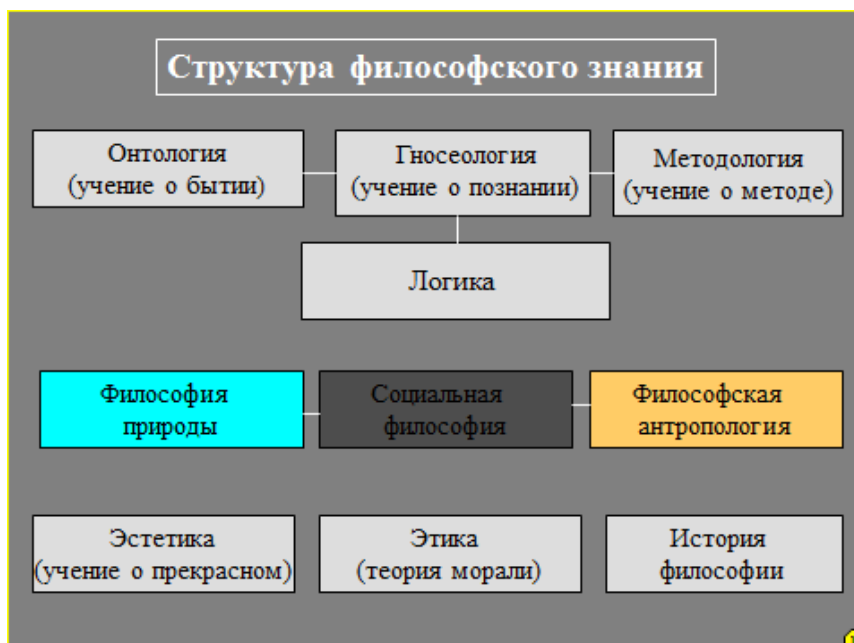 Структура философского знания
Онтология
(учение о бытии)
Гносеология
(учение о познании)
Методология
(учение о методе)
Логика
Философия
природы
Социальная
философия
Философская
антропология
Эстетика
(учение о прекрасном)
Этика
(теория морали)
История
философии